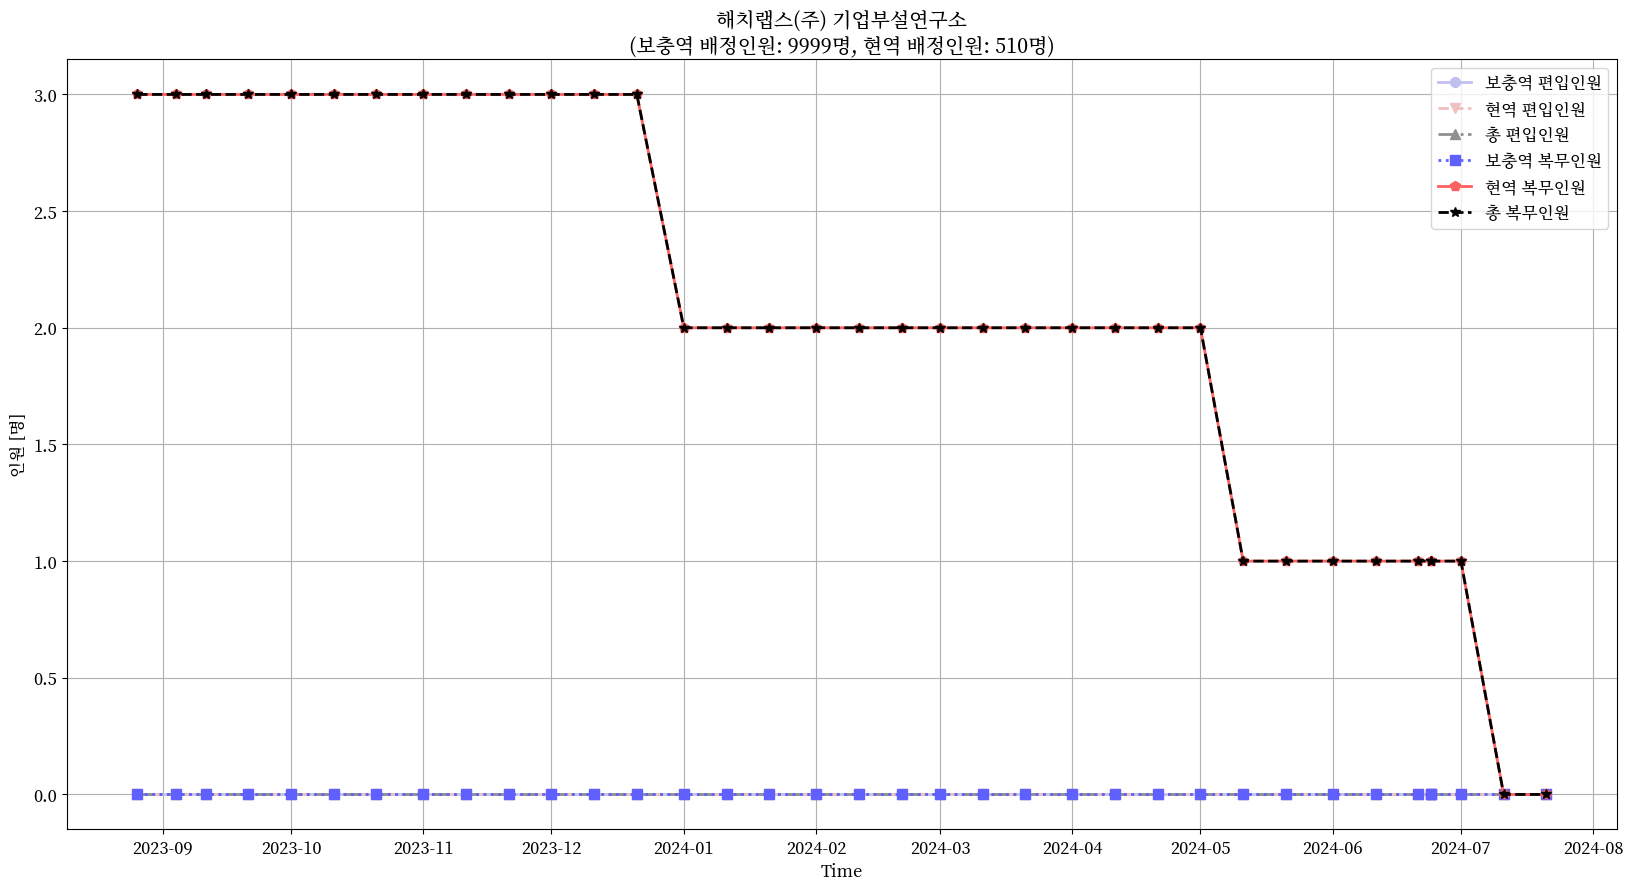 해치랩스(주) 기업부설연구소
(보충역 배정인원: 9999명, 현역 배정인원: 510명)
보충역 편입인원
현역 편입인원
총 편입인원
보충역 복무인원
현역 복무인원
총 복무인원
인원 [명]
3.0
2.5
2.0
1.5
1.0
0.5
0.0
2023-09
2023-10
2023-11
2023-12
2024-01
2024-02
2024-03
2024-04
2024-05
2024-06
2024-07
2024-08
Time